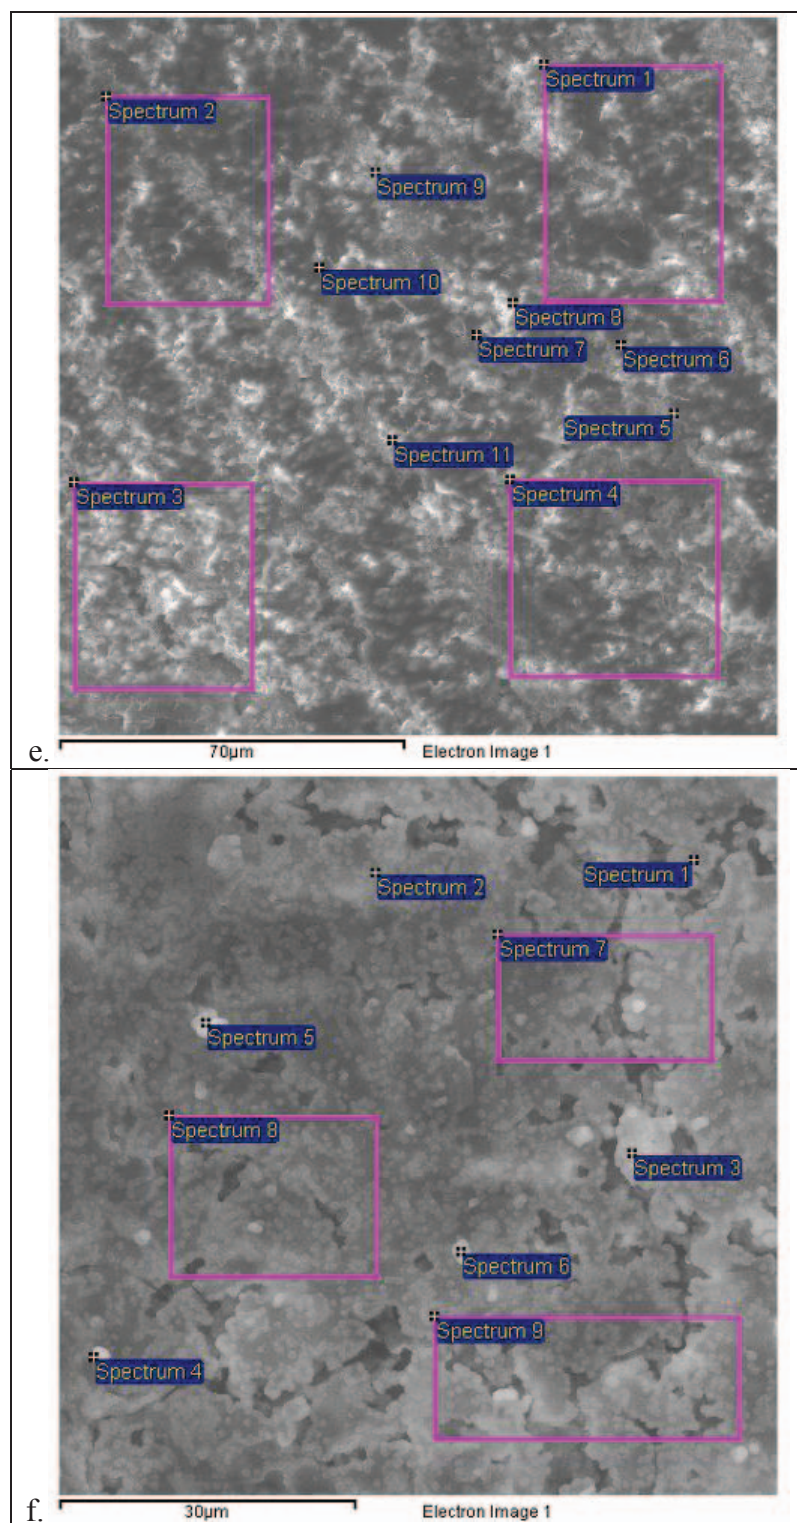 Spectrum 1
Spectrum 2
Spectrum 9
Spectrum 10
Spectrum 8
Spectrum 7
Spectrum 6
Spectrum 5
Spectrum 11
Spectrum 3
Spectrum 4
e.
70µm
Electron Image 1
Spectrum 1
Spectrum 2
Spectrum 7
Spectrum 5
Spectrum 8
Spectrum 3
Spectrum 6
Spectrum 9
Spectrum 4
f.
30µm
Electron Image 1